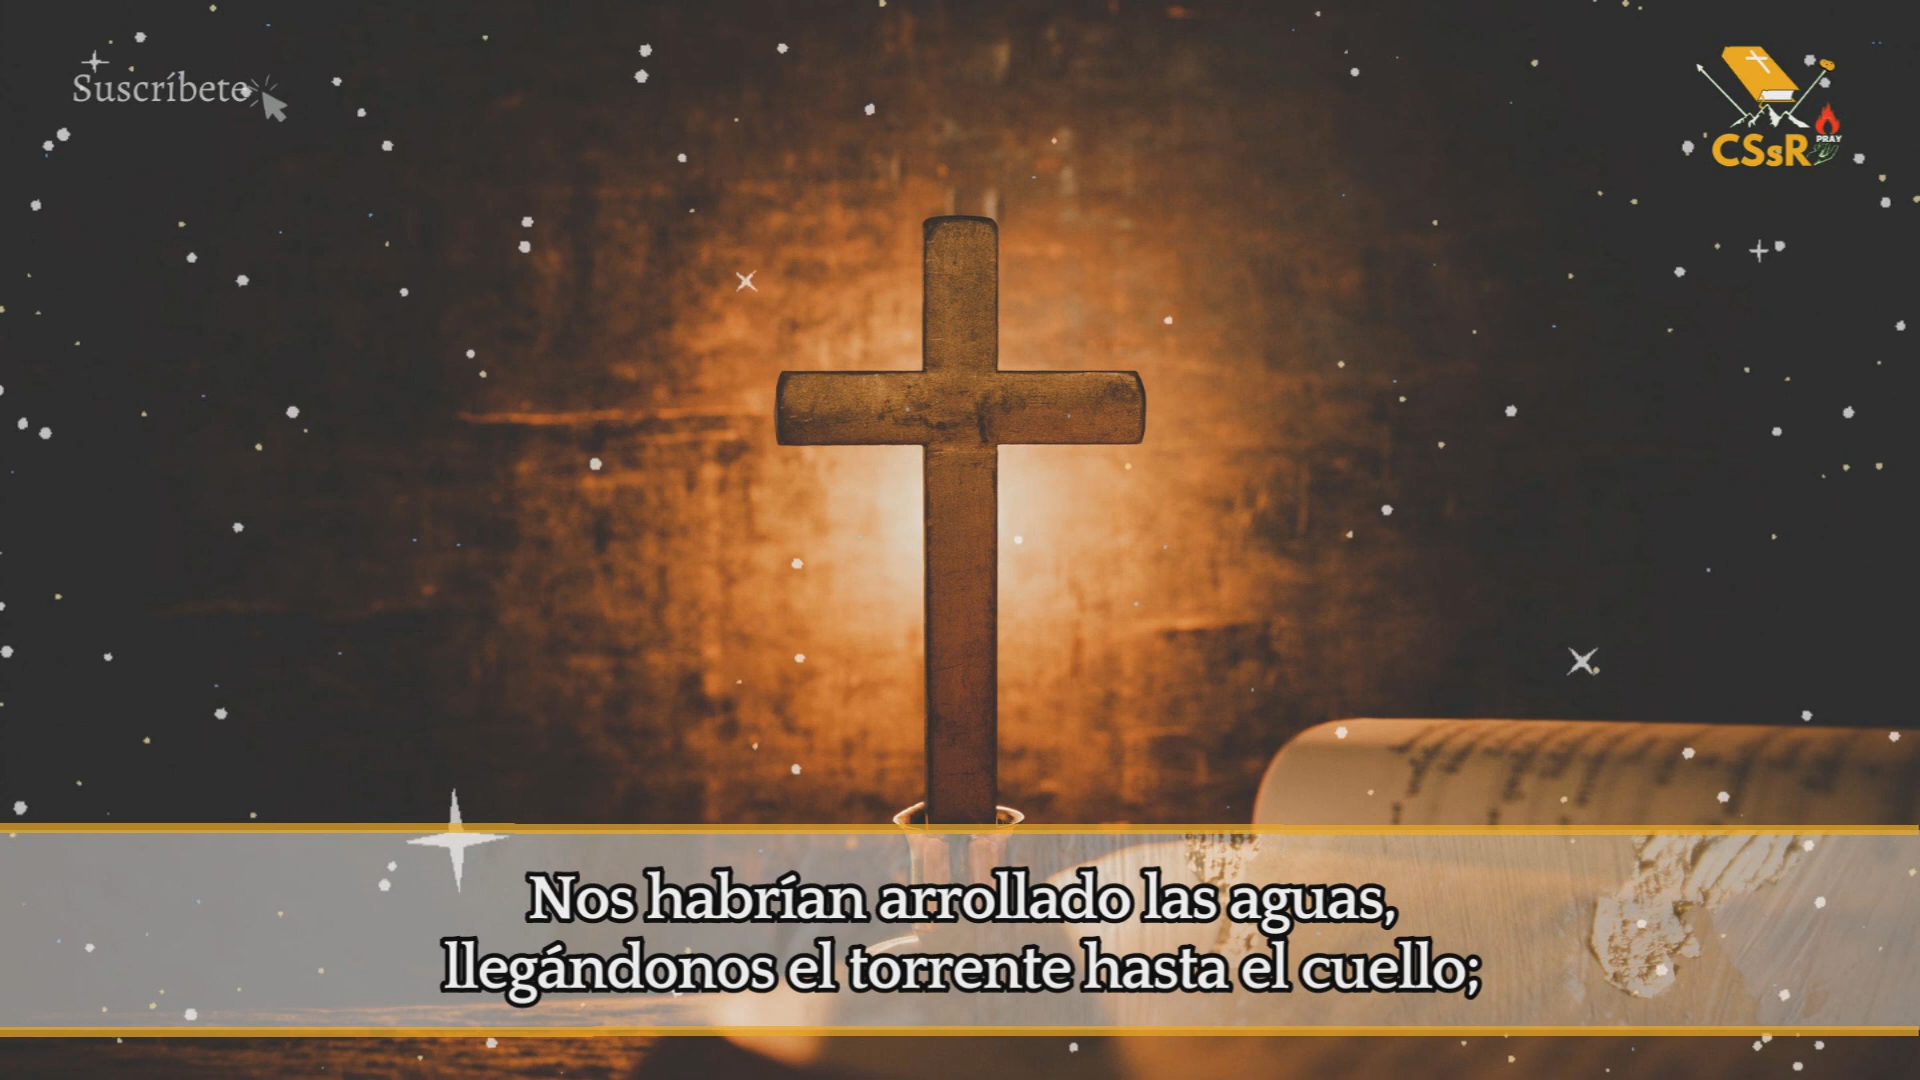 Suscríbete
PRAY
CSsR
Nos habrían arrollado las aguas,
llegándonos el torrente hasta el cuello;